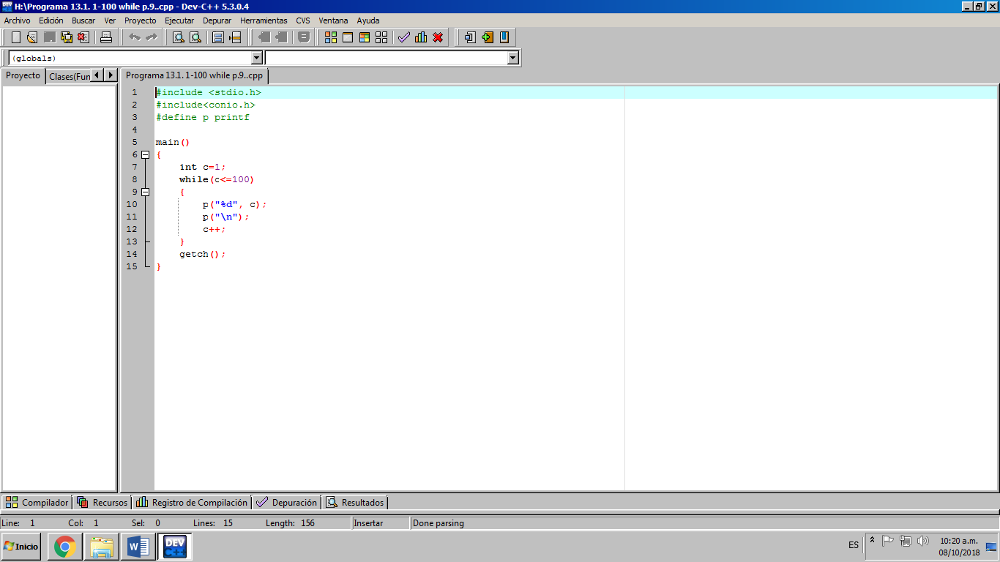 H:\Programa 13.1. 1-100 while p.9..cpp - Dev-C++ 5.3.0.4
Archivo Edición Buscar Ver Proyecto Ejecutar Depurar Herramientas CVS Ventana Ayuda
(globals)
Proyecto Clases(Fun Programa 13.1. 1-100 while p.9..cpp
1 #include <stdio.h>
2 #include<conio.h>
3 #define p printf
4
5 main()
6 {
7 int c=1;
8 while(c<=100)
9 {
10 p("%d", c);
11 p("\n");
12 c++;
13 }
14 getch();
15 }
Compilador Recursos Registro de Compilación Depuración Resultados
Line: 1 Col: 1 Sel: 0 Lines: 15 Length: 156 Insertar Done parsing
Inicio DEV C++ ES 10:20 a.m.
08/10/2018